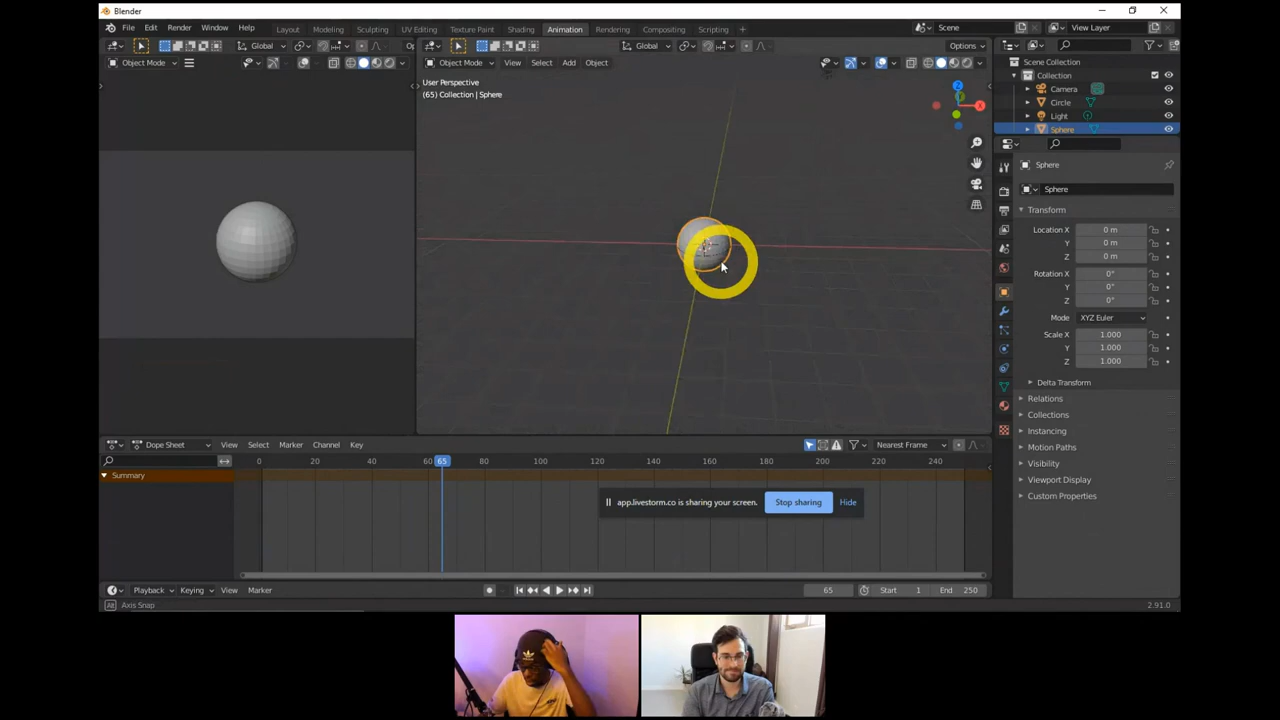 Blender
File Edit Render Window Help
Layout Modeling Sculpting UV Editing Texture Paint Shading Animation Rendering Compositing Scripting +
Scene
View Layer
Global
Global
Options
Object Mode
Object Mode View Select Add Object
User Perspective
(65) Collection | Sphere
Z
X
Scene Collection
Collection
Camera
Circle
Light
Sphere
Sphere
Sphere
Transform
Location X 0 m
Y 0 m
Z 0 m
Rotation X 0°
Y 0°
Z 0°
Mode XYZ Euler
Scale X 1.000
Y 1.000
Z 1.000
Delta Transform
Relations
Collections
Instancing
Motion Paths
Visibility
Viewport Display
Custom Properties
Dope Sheet View Select Marker Channel Key
Nearest Frame
0 20 40 60 65 80 100 120 140 160 180 200 220 240
Summary
app.livestorm.co is sharing your screen. Stop sharing Hide
Playback Keying View Marker
65 Start 1 End 250
Axis Snap
2.91.0